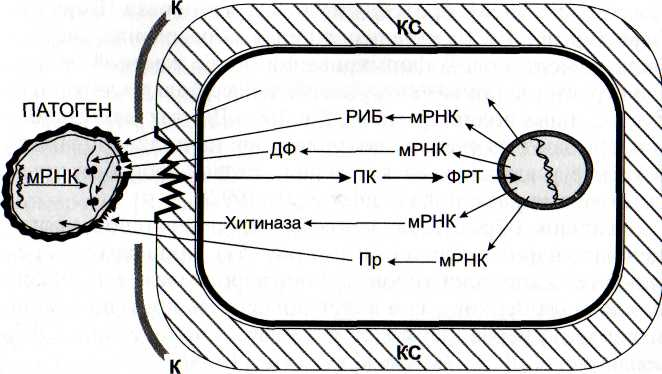 К
КС
ПАТОГЕН
РИБ мРНК
ДФ мРНК
мРНК ПК ФРТ
Хитиназа мРНК
Пр мРНК
КС
К